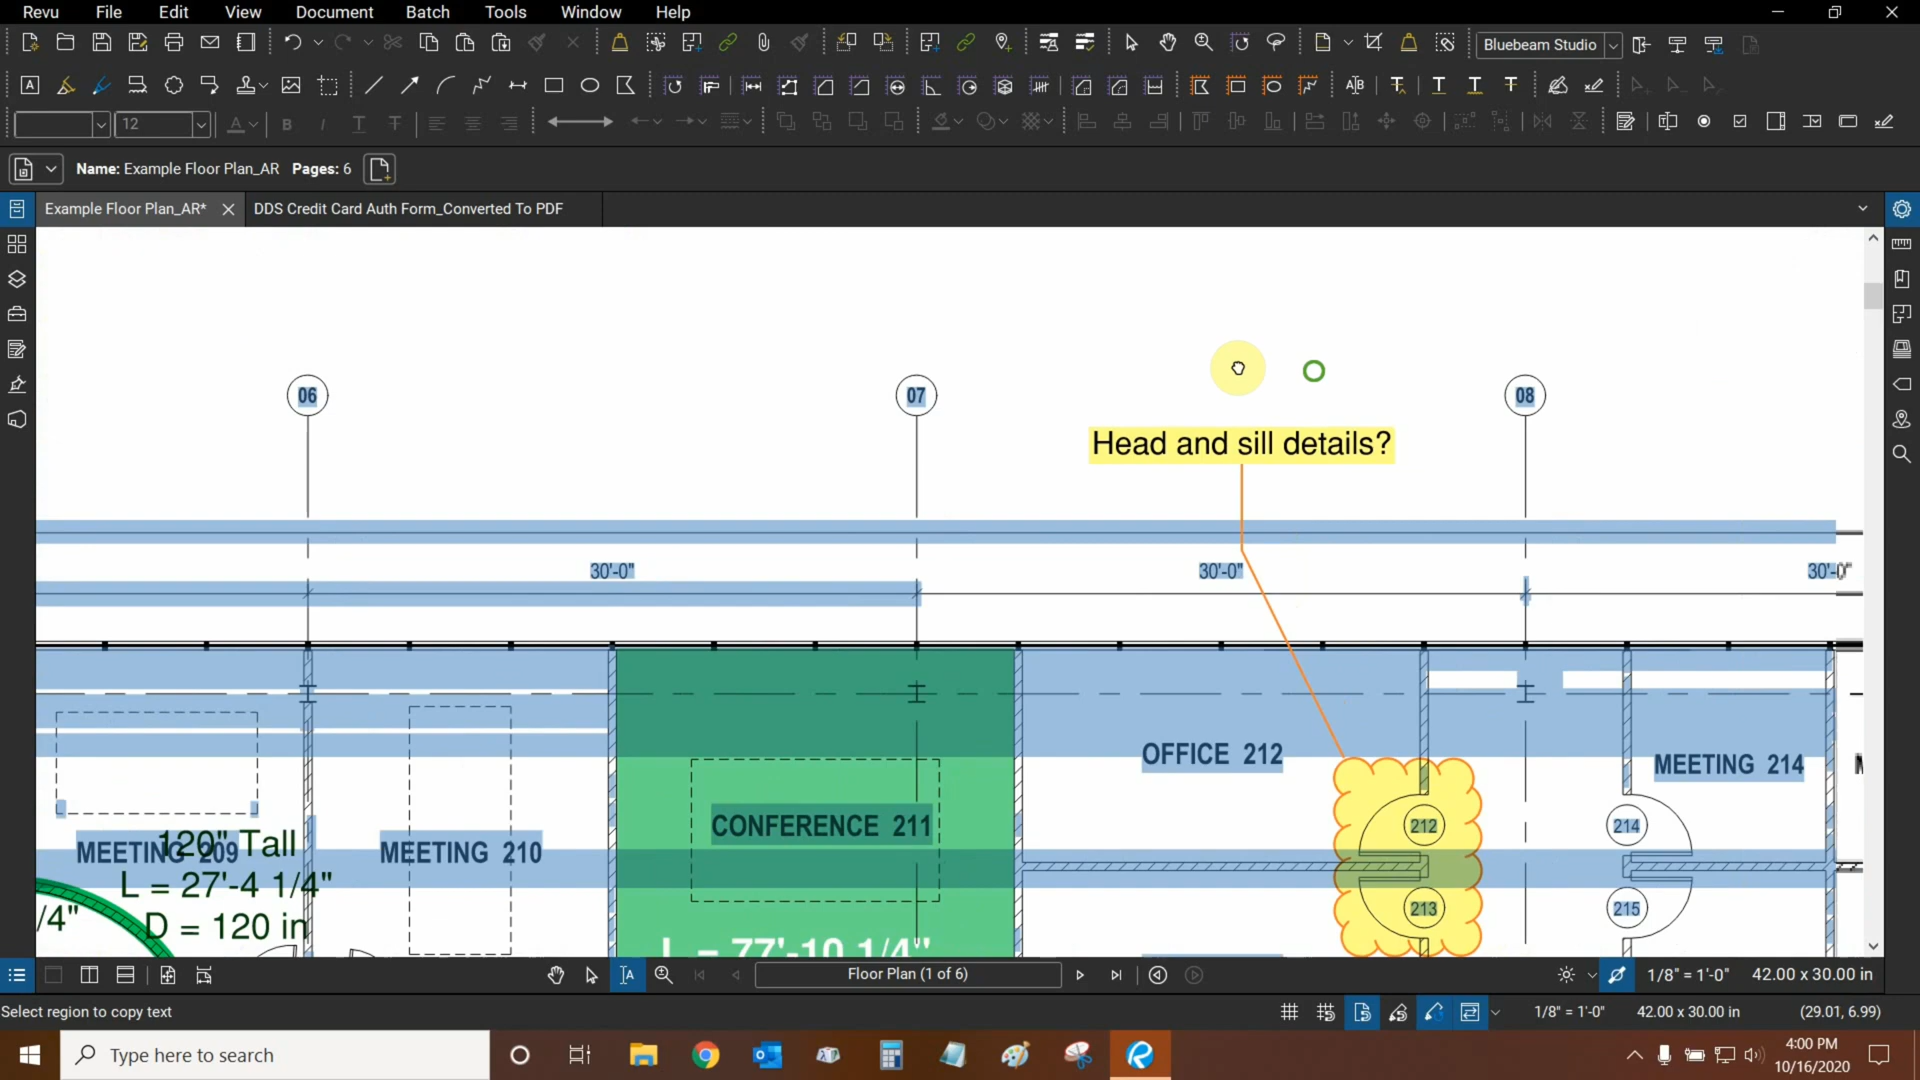 Revu File Edit View Document Batch Tools Window Help
Bluebeam Studio
12
Name: Example Floor Plan_AR Pages: 6
Example Floor Plan_AR* DDS Credit Card Auth Form_Converted To PDF
06 07 08
Head and sill details?
30'-0" 30'-0" 30'-0"
OFFICE 212
MEETING 214
CONFERENCE 211
212 214
MEETING 209 MEETING 210
120" Tall
L = 27'-4 1/4"
D = 120 in
/4"
213 215
L = 77'-10 1/4"
Floor Plan (1 of 6)
1/8" = 1'-0" 42.00 x 30.00 in
Select region to copy text
1/8" = 1'-0" 42.00 x 30.00 in (29.01, 6.99)
Type here to search
4:00 PM
10/16/2020